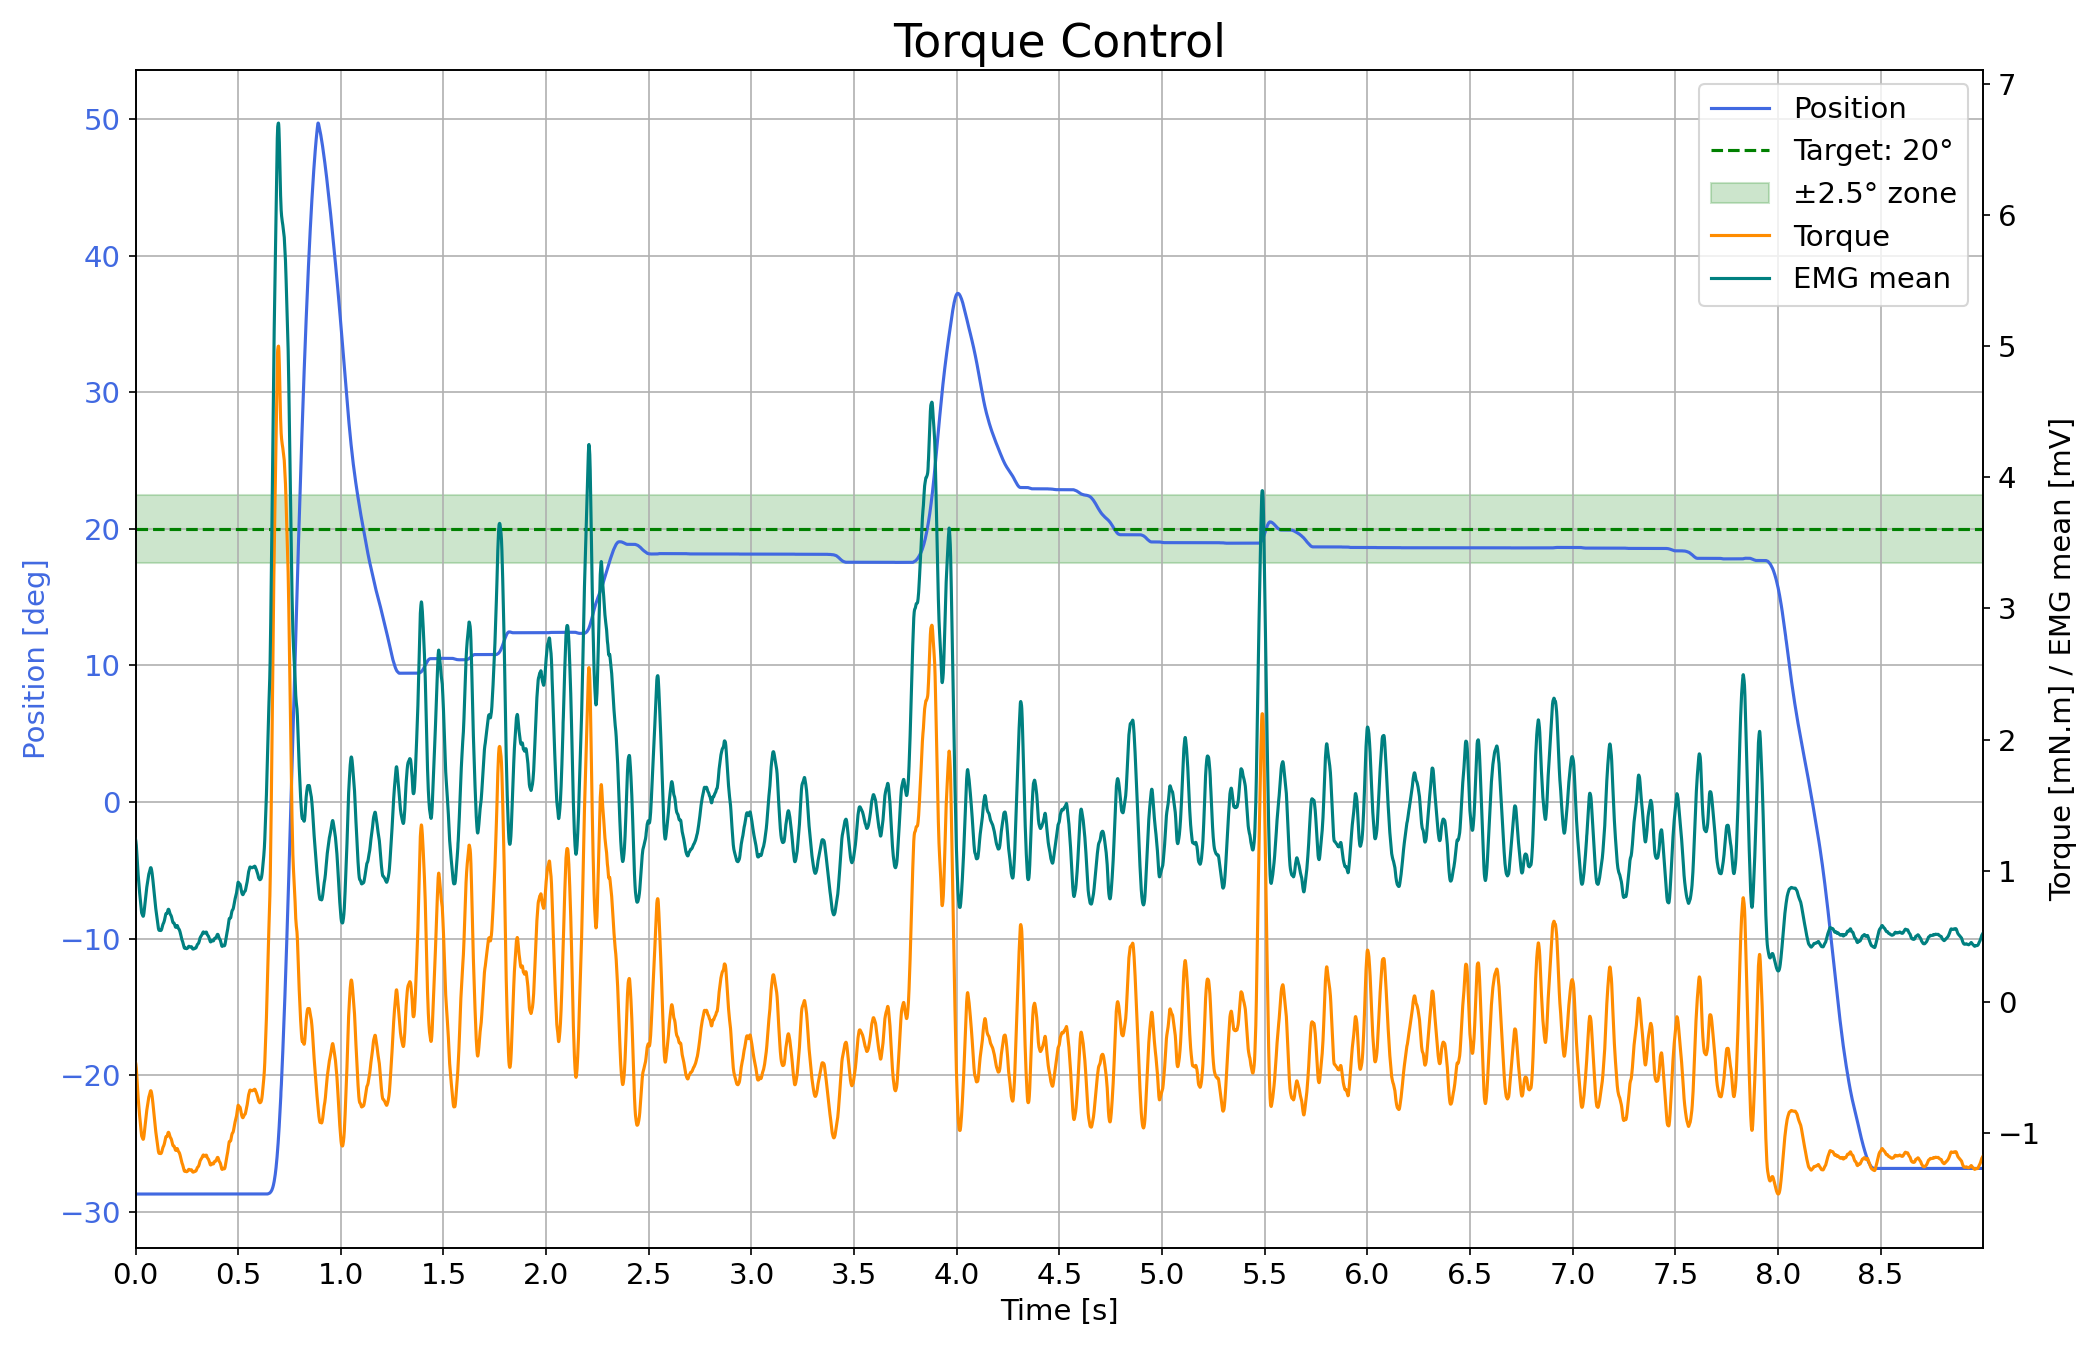 Torque Control
Position
Target: 20°
±2.5° zone
Torque
EMG mean
Position [deg]
50
40
30
20
10
0
−10
−20
−30
7
6
5
4
3
2
1
0
−1
Torque [mN.m] / EMG mean [mV]
0.0 0.5 1.0 1.5 2.0 2.5 3.0 3.5 4.0 4.5 5.0 5.5 6.0 6.5 7.0 7.5 8.0 8.5
Time [s]